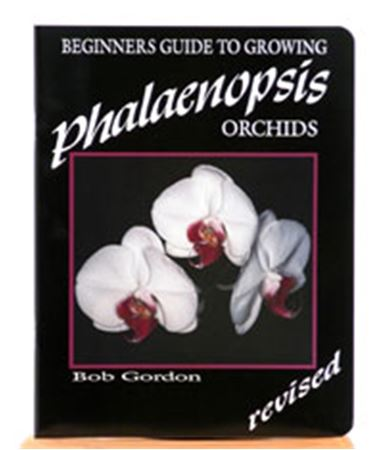 BEGINNERS GUIDE TO GROWING
Phalaenopsis
ORCHIDS
Bob Gordon
revised